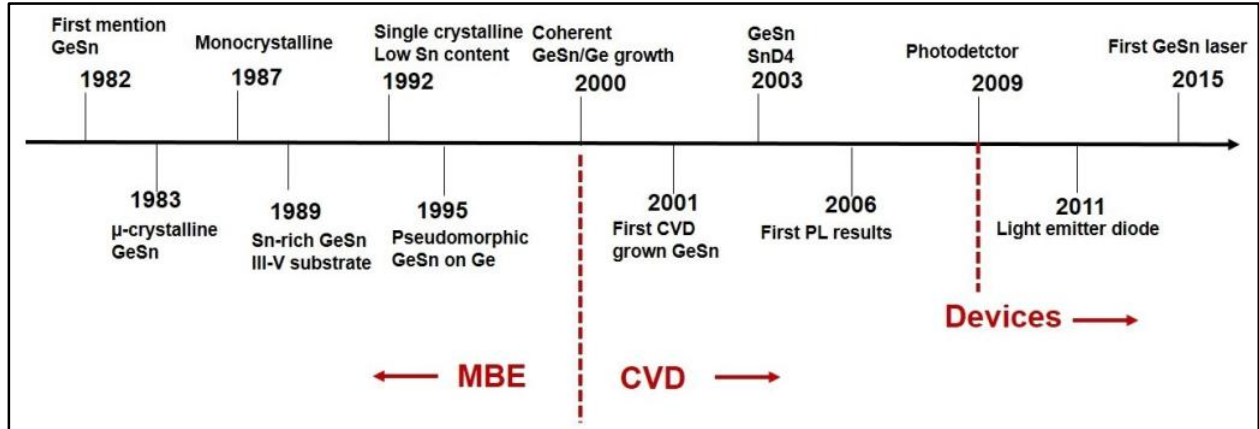 First mention
GeSn
1982
Monocrystalline
1987
Single crystalline
Low Sn content
1992
Coherent
GeSn/Ge growth
2000
GeSn
SnD4
2003
Photodetctor
2009
First GeSn laser
2015
1983
μ-crystalline
GeSn
1989
Sn-rich GeSn
III-V substrate
1995
Pseudomorphic
GeSn on Ge
2001
First CVD
grown GeSn
2006
First PL results
2011
Light emitter diode
Devices
MBE
CVD